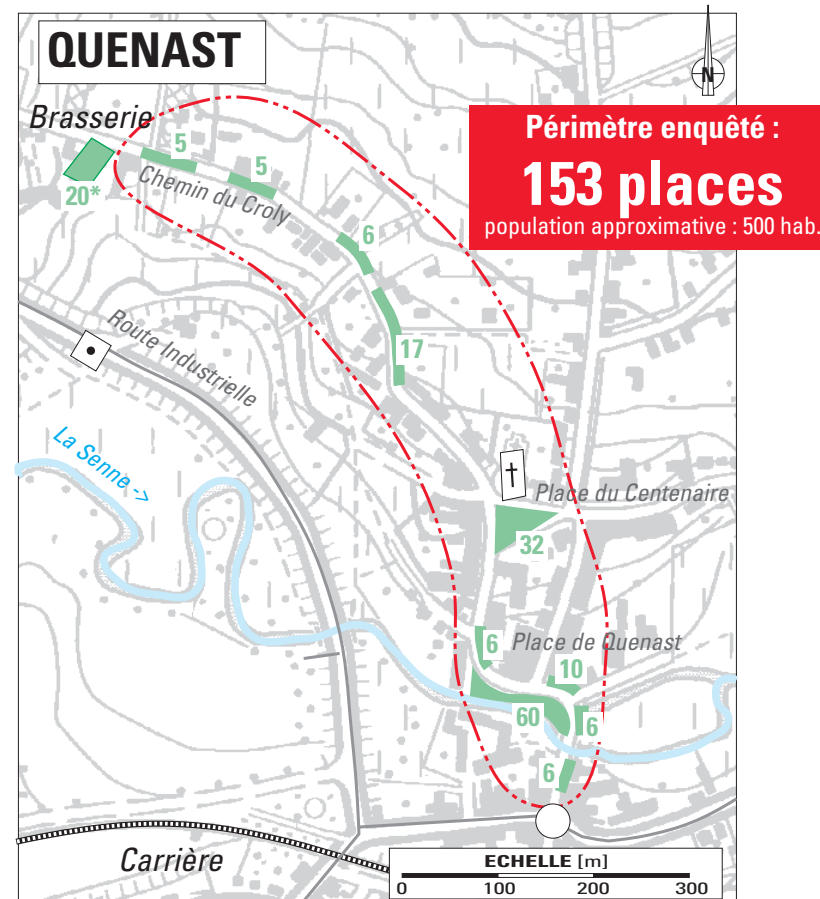 QUENAST
N
Périmètre enquêté :
153 places
population approximative : 500 hab.
Brasserie
20*
5
5
Chemin du Croly
6
17
Route Industrielle
La Senne ->
Place du Centenaire
32
6
Place de Quenast
10
60
6
6
Carrière
ECHELLE [m]
0 100 200 300